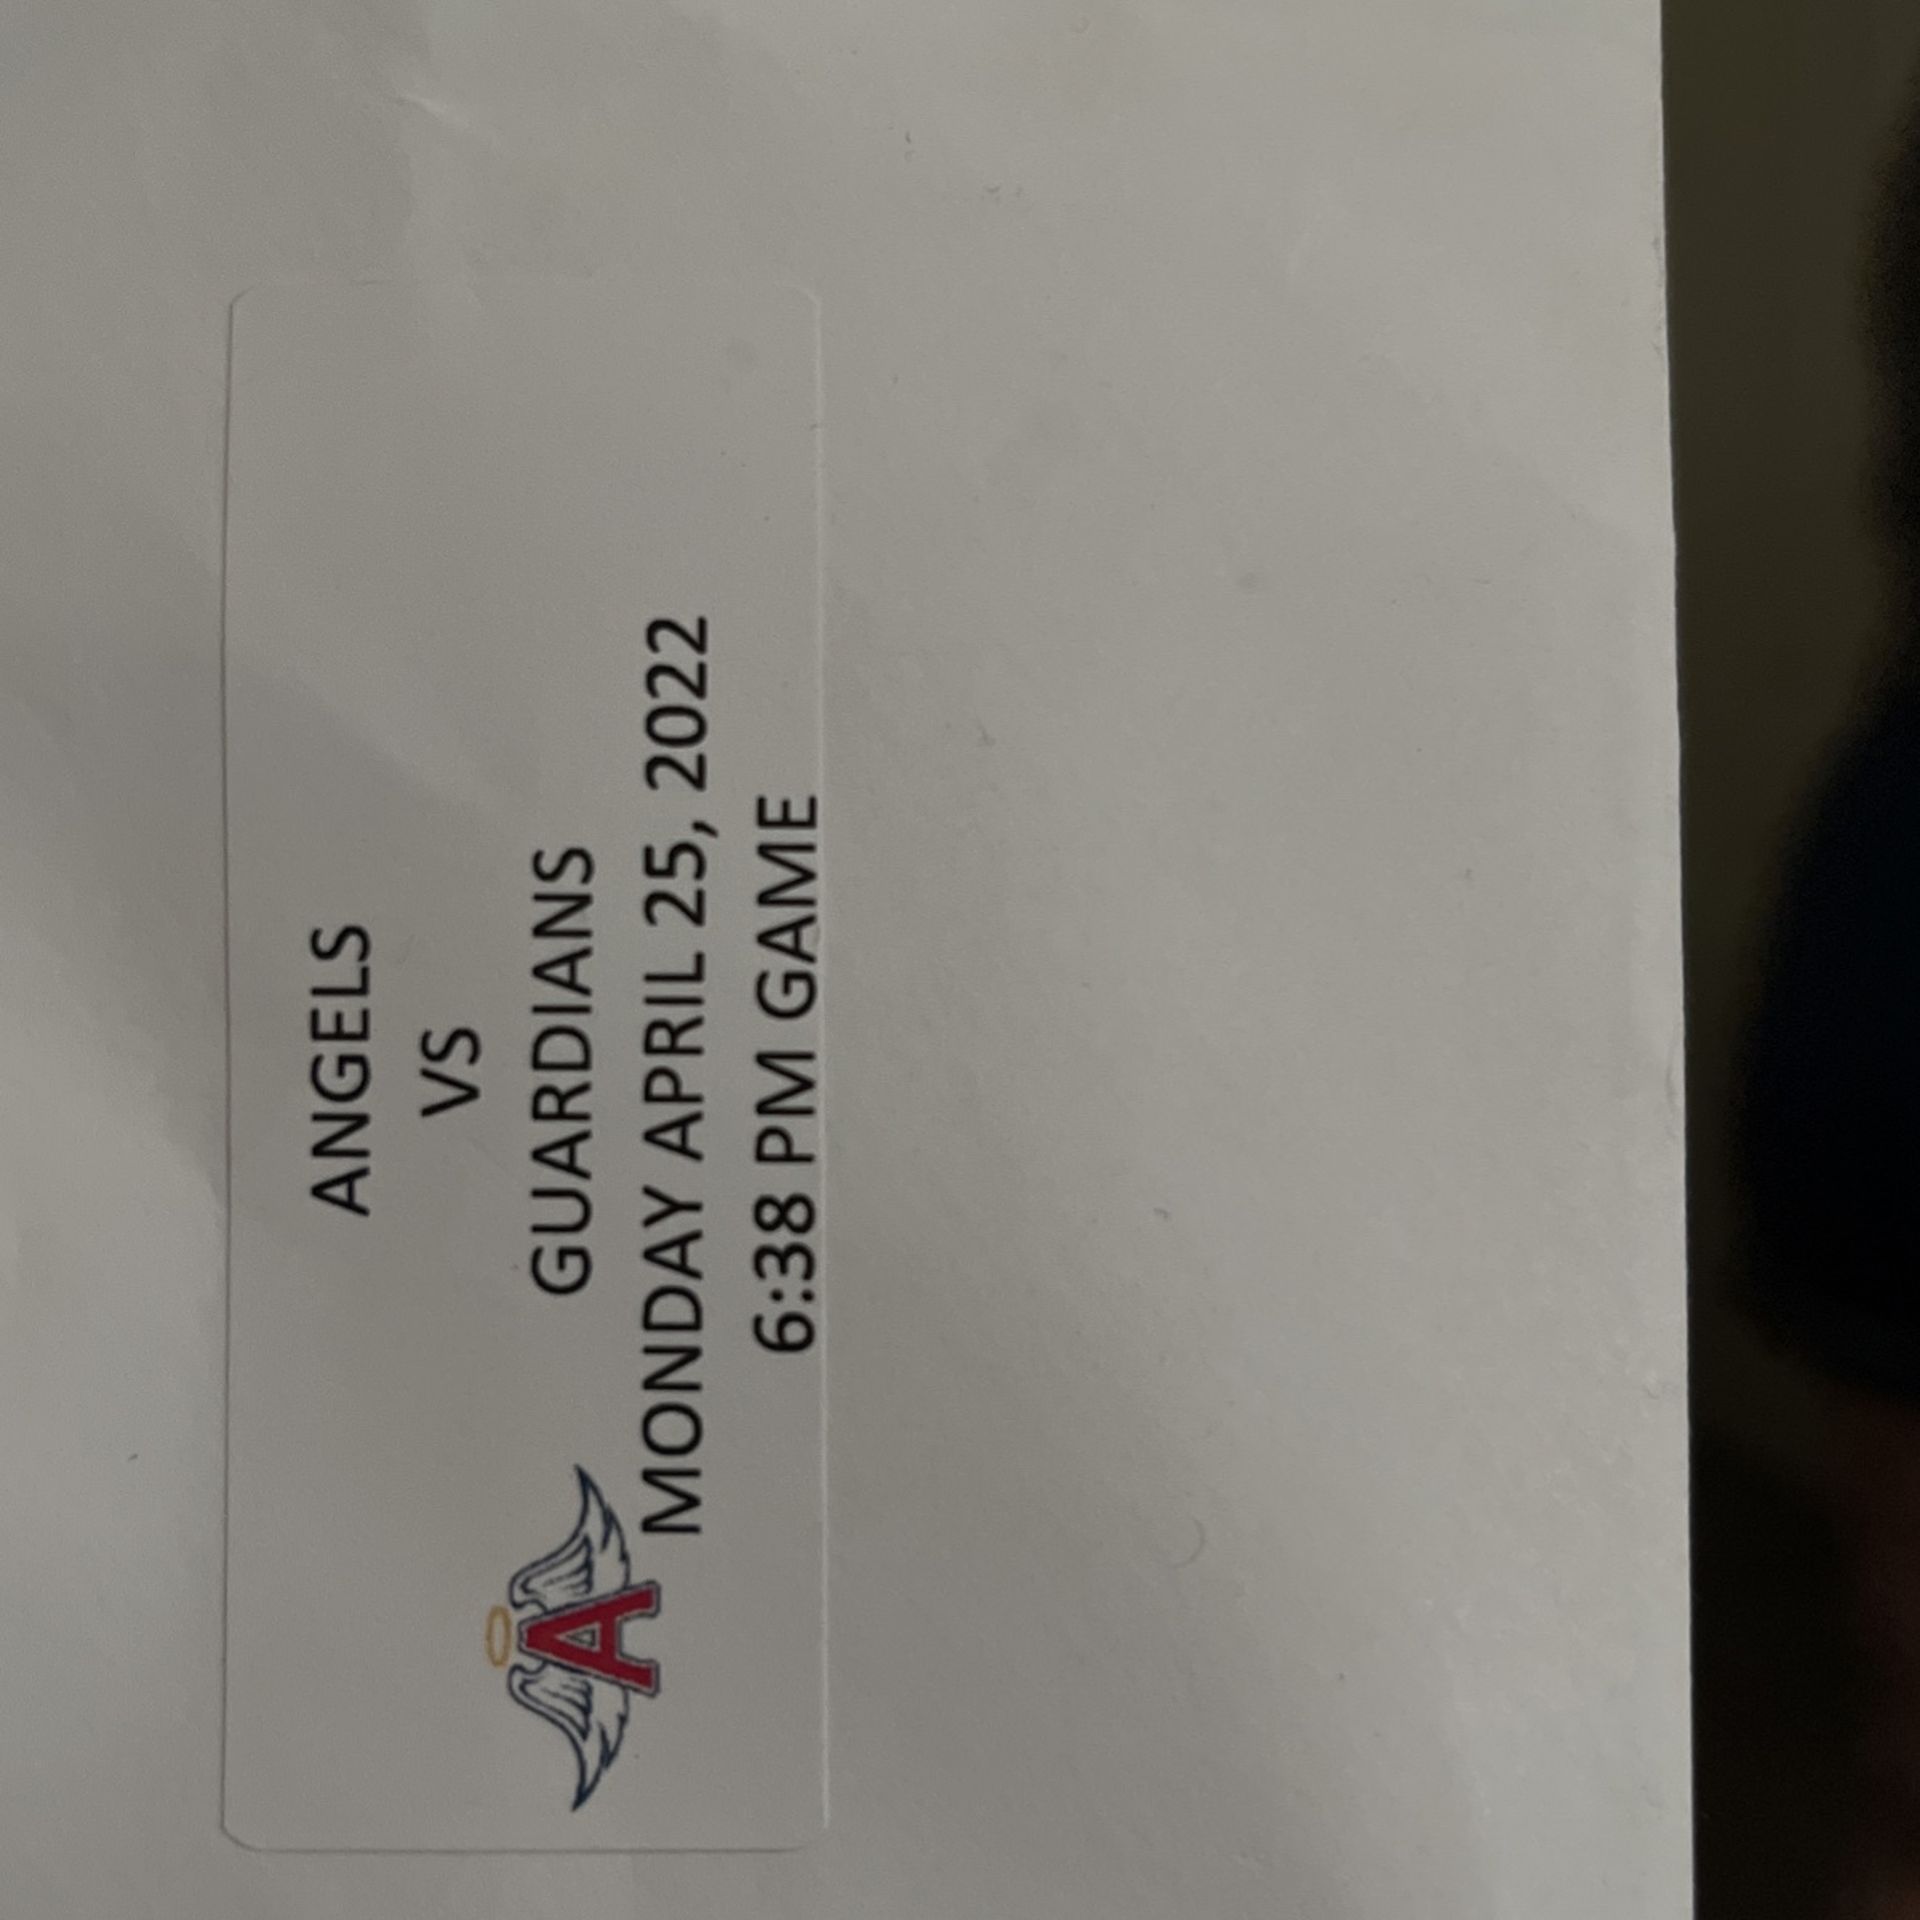 ANGELS
VS
GUARDIANS
MONDAY APRIL 25, 2022
6:38 PM GAME
A